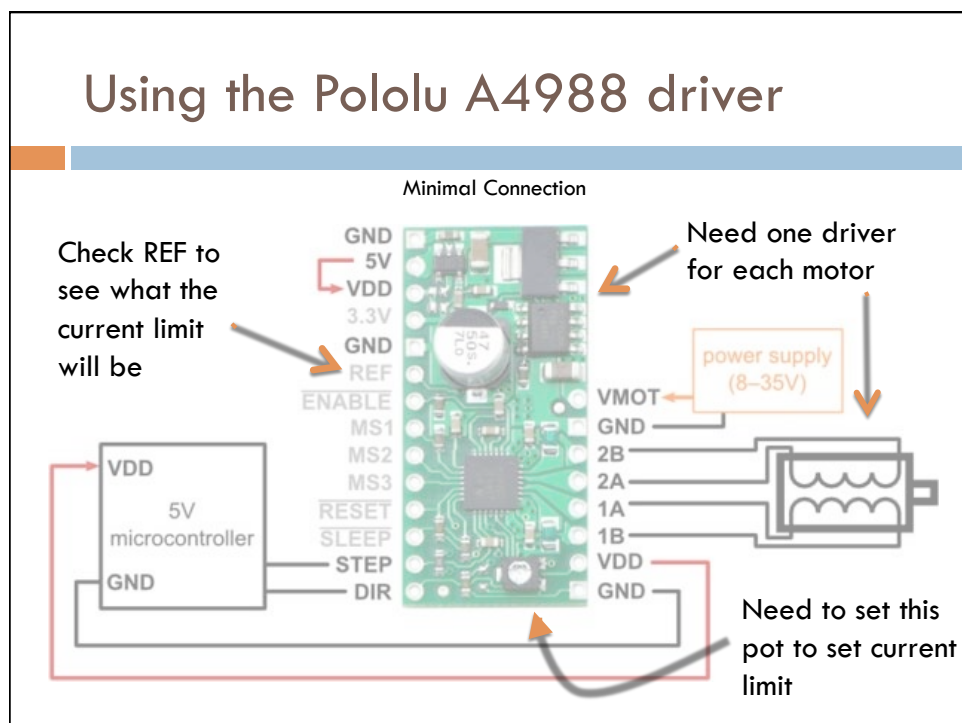 Using the Pololu A4988 driver
Minimal Connection
Check REF to
see what the
current limit
will be
Need one driver
for each motor
GND
5V
VDD
3.3V
GND
REF
ENABLE
MS1
MS2
MS3
RESET
SLEEP
STEP
DIR
47
50s.
7L0
power supply
(8–35V)
VMOT
GND
2B
2A
1A
1B
VDD
GND
VDD
5V
microcontroller
GND
Need to set this
pot to set current
limit